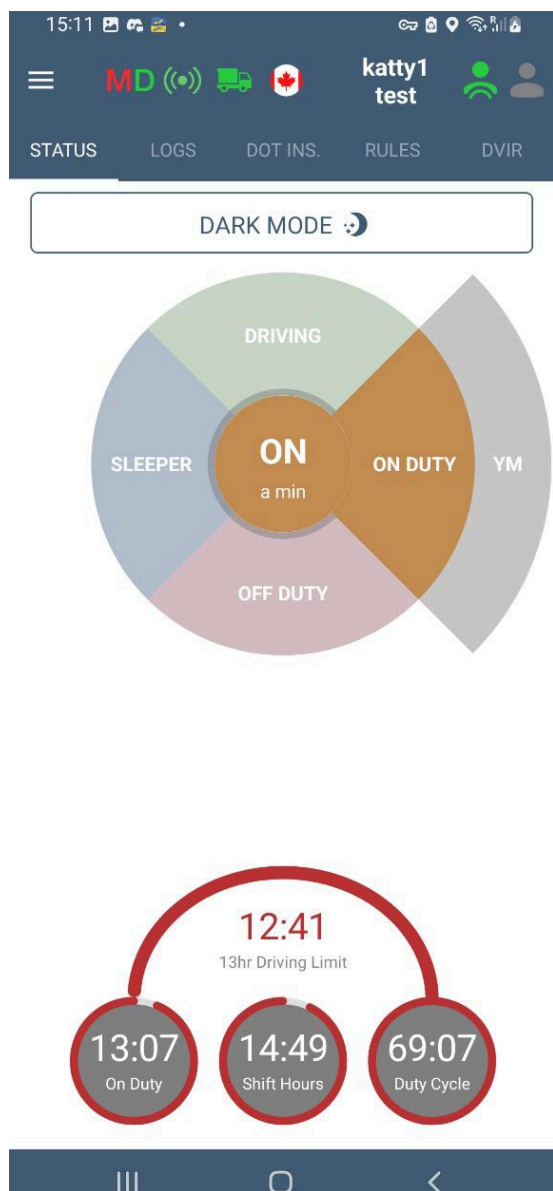 15:11
MD
katty1
test
STATUS LOGS DOT INS. RULES DVIR
DARK MODE
DRIVING
SLEEPER
ON
a min
ON DUTY
YM
OFF DUTY
12:41
13hr Driving Limit
13:07
On Duty
14:49
Shift Hours
69:07
Duty Cycle